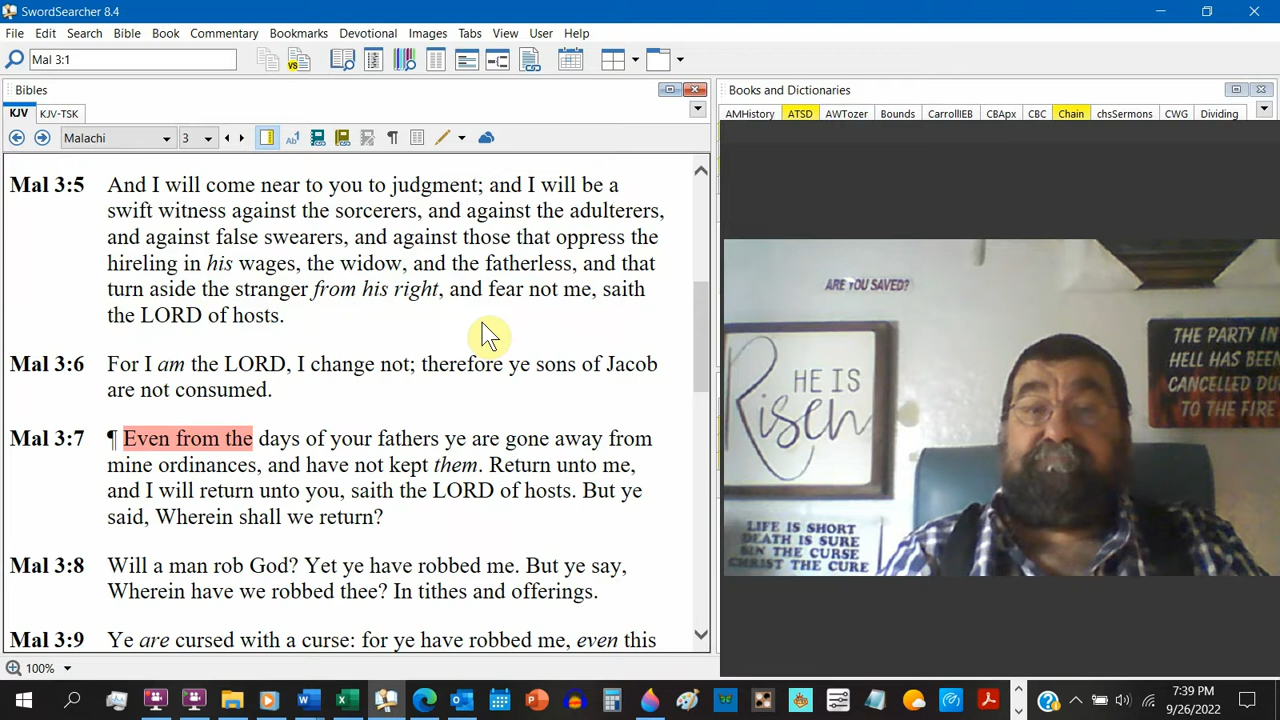 SwordSearcher 8.4
File Edit Search Bible Book Commentary Bookmarks Devotional Images Tabs View User Help
Mal 3:1
VS
Bibles
KJV KJV-TSK
Malachi 3
Mal 3:5 And I will come near to you to judgment; and I will be a
swift witness against the sorcerers, and against the adulterers,
and against false swearers, and against those that oppress the
hireling in his wages, the widow, and the fatherless, and that
turn aside the stranger from his right, and fear not me, saith
the LORD of hosts.
Mal 3:6 For I am the LORD, I change not; therefore ye sons of Jacob
are not consumed.
Mal 3:7 ¶ Even from the days of your fathers ye are gone away from
mine ordinances, and have not kept them. Return unto me,
and I will return unto you, saith the LORD of hosts. But ye
said, Wherein shall we return?
Mal 3:8 Will a man rob God? Yet ye have robbed me. But ye say,
Wherein have we robbed thee? In tithes and offerings.
Mal 3:9 Ye are cursed with a curse: for ye have robbed me, even this
100%
Books and Dictionaries
AMHistory ATSD AWTozer Bounds CarrollEB CBApx CBC Chain chsSermons CWG Dividing
ARE YOU SAVED?
HE IS
Risen
THE PARTY IN
HELL HAS BEEN
CANCELLED DUE
TO THE FIRE
LIFE IS SHORT
DEATH IS SURE
SIN THE CURSE
CHRIST THE CURE
7:39 PM
9/26/2022